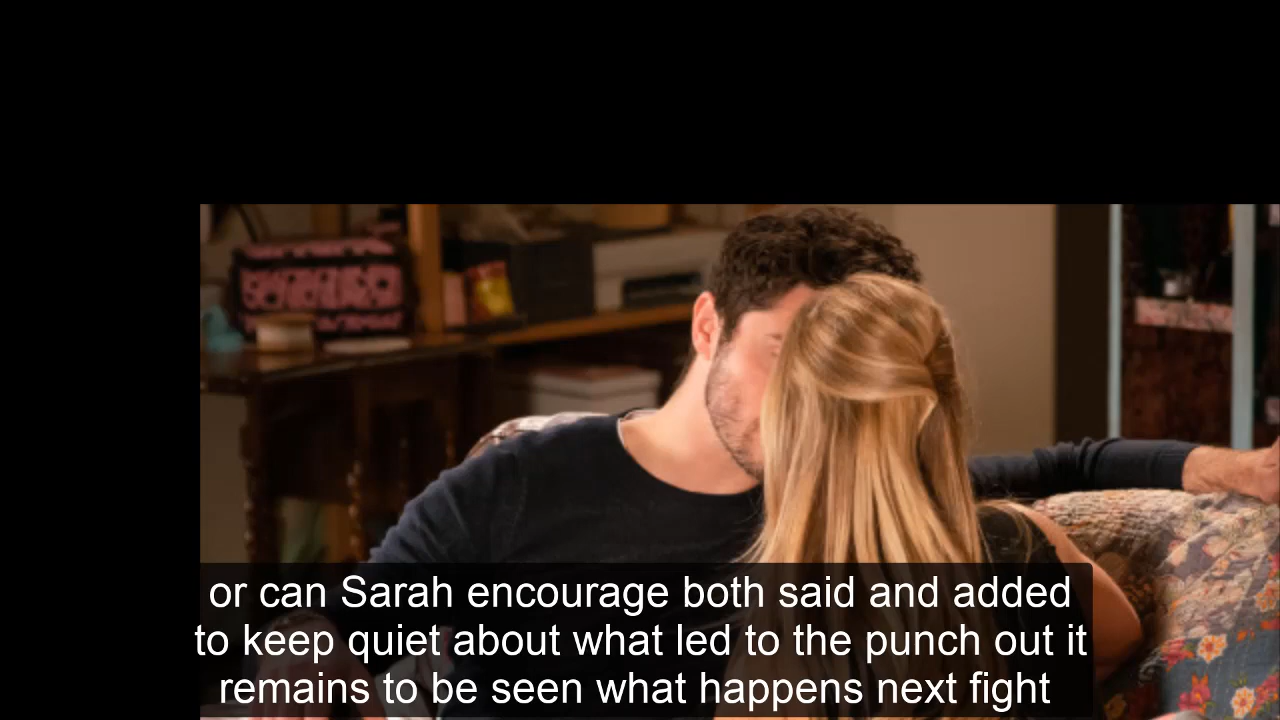 or can Sarah encourage both said and added
to keep quiet about what led to the punch out it
remains to be seen what happens next fight